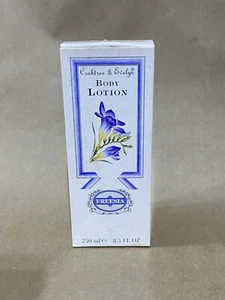 Crabtree & Evelyn®
BODY
LOTION
FREESIA
250 ml e 8.5 FL OZ